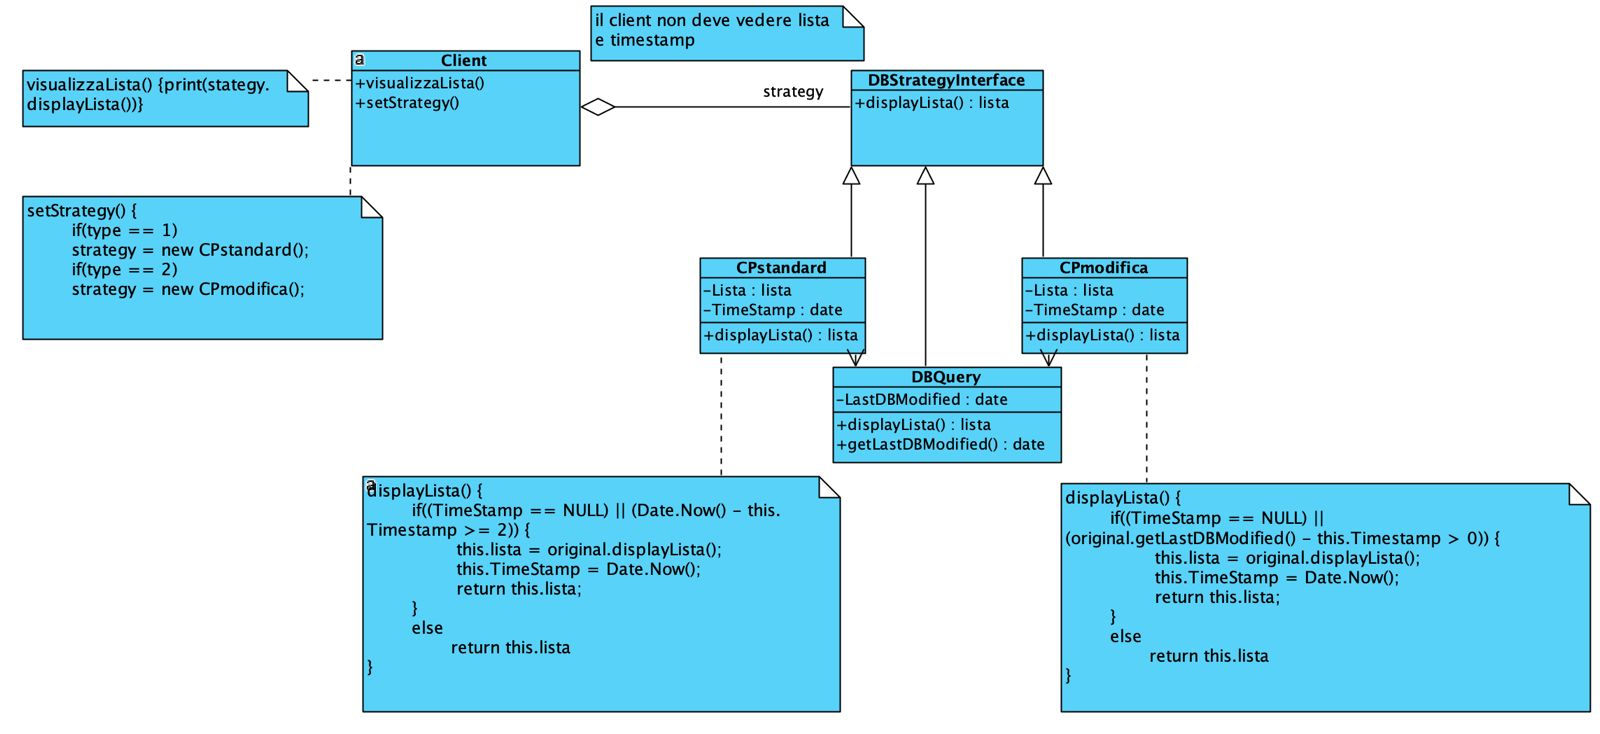 il client non deve vedere lista
e timestamp
a
Client
+visualizzaLista()
+setStrategy()
visualizzaLista() {print(stategy.
displayLista())}
strategy
DBStrategyInterface
+displayLista() : lista
setStrategy() {
if(type == 1)
strategy = new CPstandard();
if(type == 2)
strategy = new CPmodifica();
CPstandard
-Lista : lista
-TimeStamp : date
+displayLista() : lista
CPmodifica
-Lista : lista
-TimeStamp : date
+displayLista() : lista
DBQuery
-LastDBModified : date
+displayLista() : lista
+getLastDBModified() : date
a
displayLista() {
if((TimeStamp == NULL) || (Date.Now() - this.
Timestamp >= 2)) {
this.lista = original.displayLista();
this.TimeStamp = Date.Now();
return this.lista;
}
else
return this.lista
}
displayLista() {
if((TimeStamp == NULL) ||
(original.getLastDBModified() - this.Timestamp > 0)) {
this.lista = original.displayLista();
this.TimeStamp = Date.Now();
return this.lista;
}
else
return this.lista
}